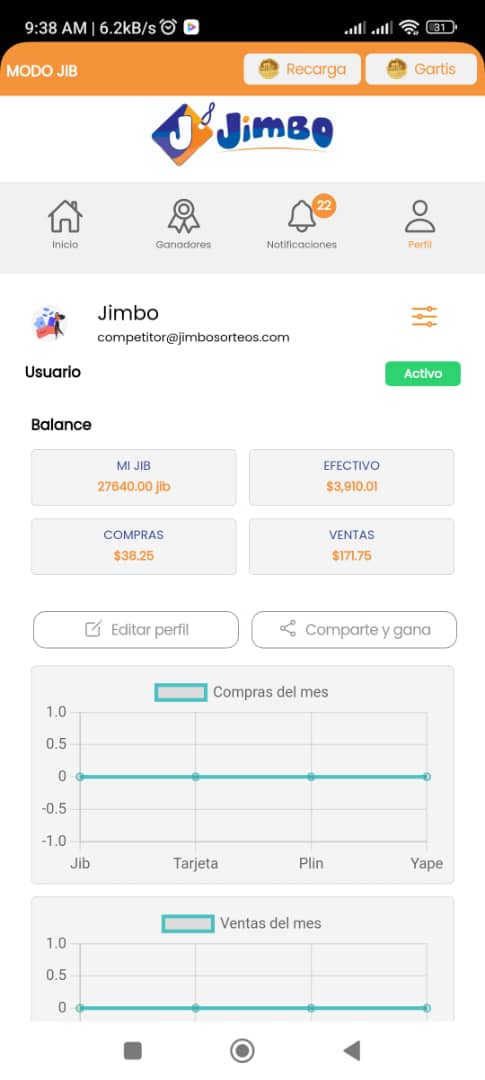 9:38 AM | 6.2kB/s 31
MODO JIB Recarga Gartis
J Jimbo
22
Inicio Ganadores Notificaciones Perfil
Jimbo
competitor@jimbosorteos.com
Usuario Activo
Balance
MI JIB EFECTIVO
27640.00 jib $3,910.01
COMPRAS VENTAS
$38.25 $171.75
Editar perfil Comparte y gana
Compras del mes
1.0
0.5
0
-0.5
-1.0
Jib Tarjeta Plin Yape
Ventas del mes
1.0
0.5
0